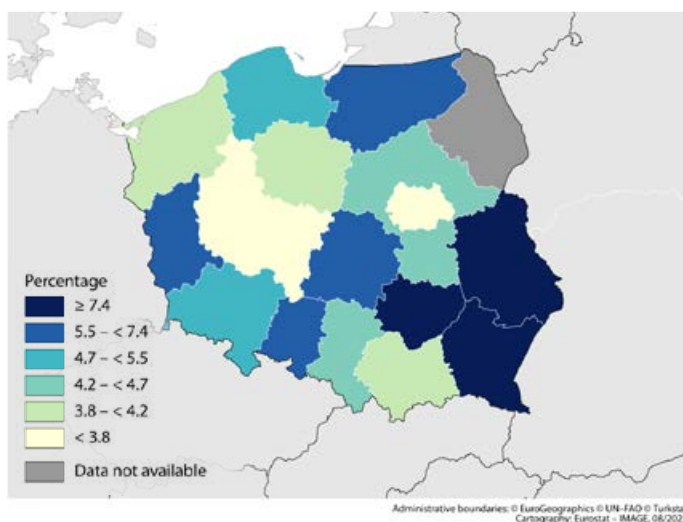 Percentage
≥ 7.4
5.5 – < 7.4
4.7 – < 5.5
4.2 – < 4.7
3.8 – < 4.2
< 3.8
Data not available
Administrative boundaries: © EuroGeographics © UN–FAO © Turksta
Cartography: Eurostat – IMAGE, 08/202